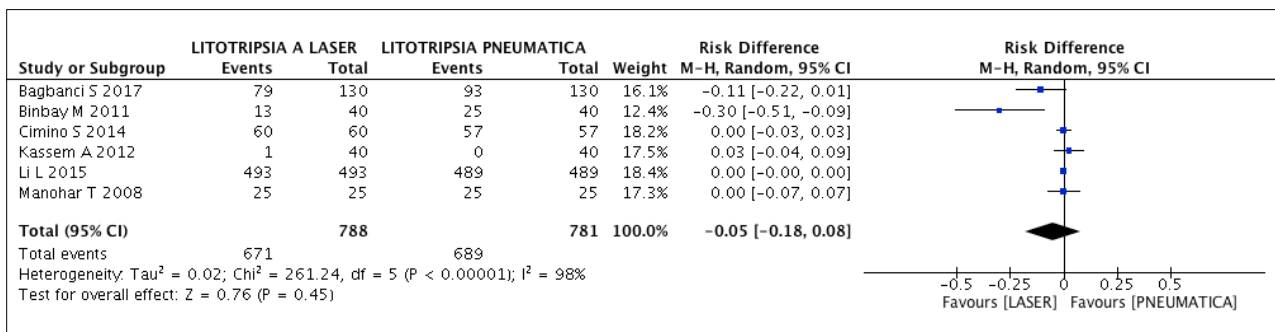 LITOTRIPSIA A LASER LITOTRIPSIA PNEUMATICA Risk Difference Risk Difference
Study or Subgroup Events Total Events Total Weight M-H, Random, 95% CI M-H, Random, 95% CI
Bagbanci S 2017 79 130 93 130 16.1% -0.11 [-0.22, 0.01]
Binbay M 2011 13 40 25 40 12.4% -0.30 [-0.51, -0.09]
Cimino S 2014 60 60 57 57 18.2% 0.00 [-0.03, 0.03]
Kassem A 2012 1 40 0 40 17.5% 0.03 [-0.04, 0.09]
Li L 2015 493 493 489 489 18.4% 0.00 [-0.00, 0.00]
Manohar T 2008 25 25 25 25 17.3% 0.00 [-0.07, 0.07]
Total (95% CI) 788 781 100.0% -0.05 [-0.18, 0.08]
Total events 671 689
Heterogeneity: Tau² = 0.02; Chi² = 261.24, df = 5 (P < 0.00001); I² = 98%
Test for overall effect: Z = 0.76 (P = 0.45)
-0.5 -0.25 0 0.25 0.5
Favours [LASER] Favours [PNEUMATICA]